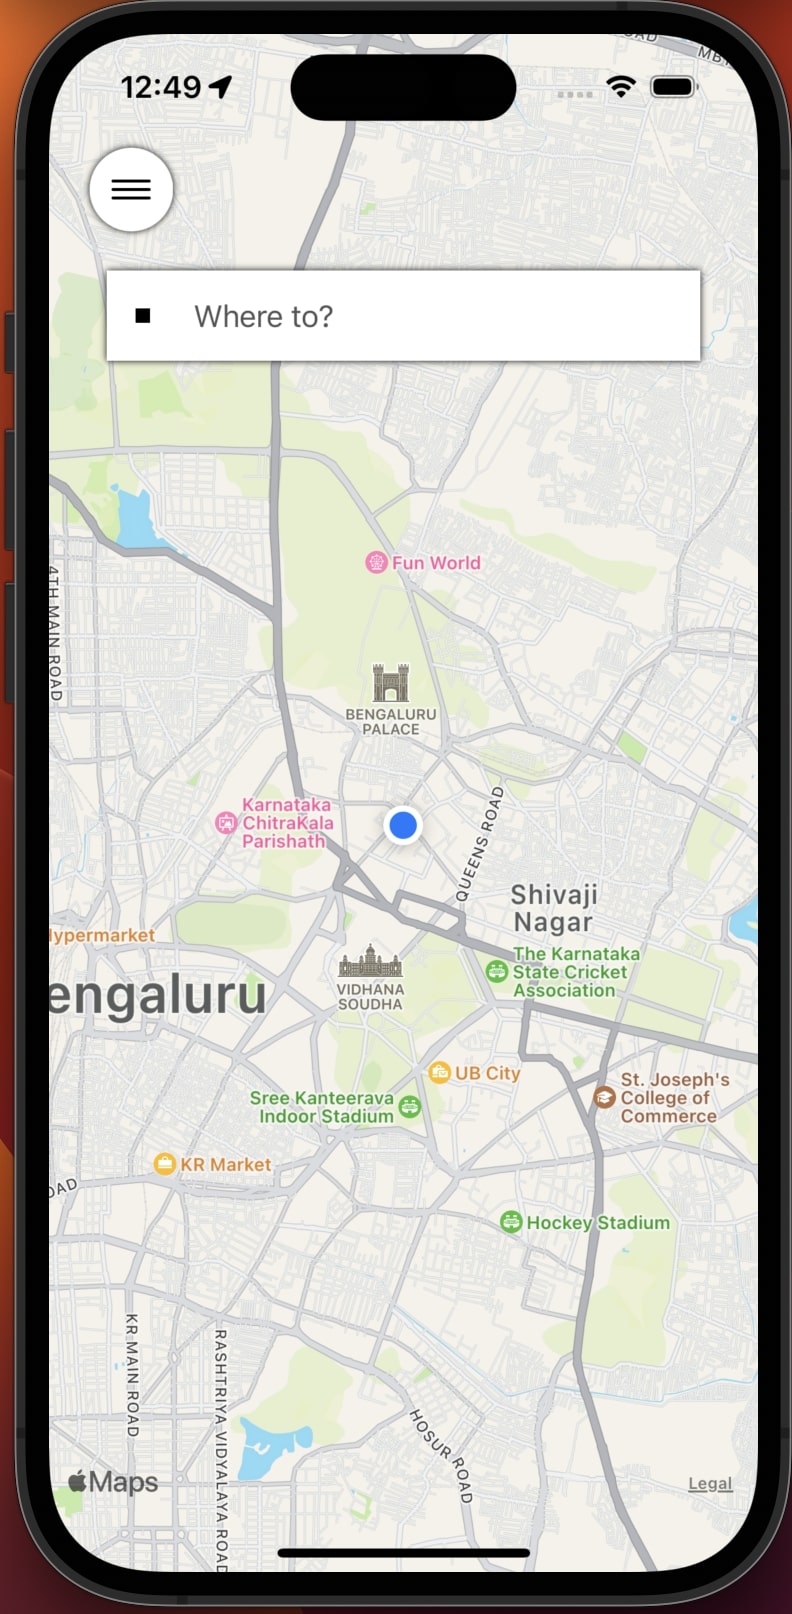 12:49
Where to?
4TH MAIN ROAD
Fun World
BENGALURU
PALACE
Karnataka
ChitraKala
Parishath
QUEENS ROAD
Shivaji
Nagar
ypermarket
The Karnataka
State Cricket
Association
engaluru
VIDHANA
SOUDHA
UB City
St. Joseph's
College of
Commerce
Sree Kanteerava
Indoor Stadium
KR Market
OAD
Hockey Stadium
KR MAIN ROAD
RASHTRIYA VIDYALAYA ROAD
HOSUR ROAD
Maps
Legal